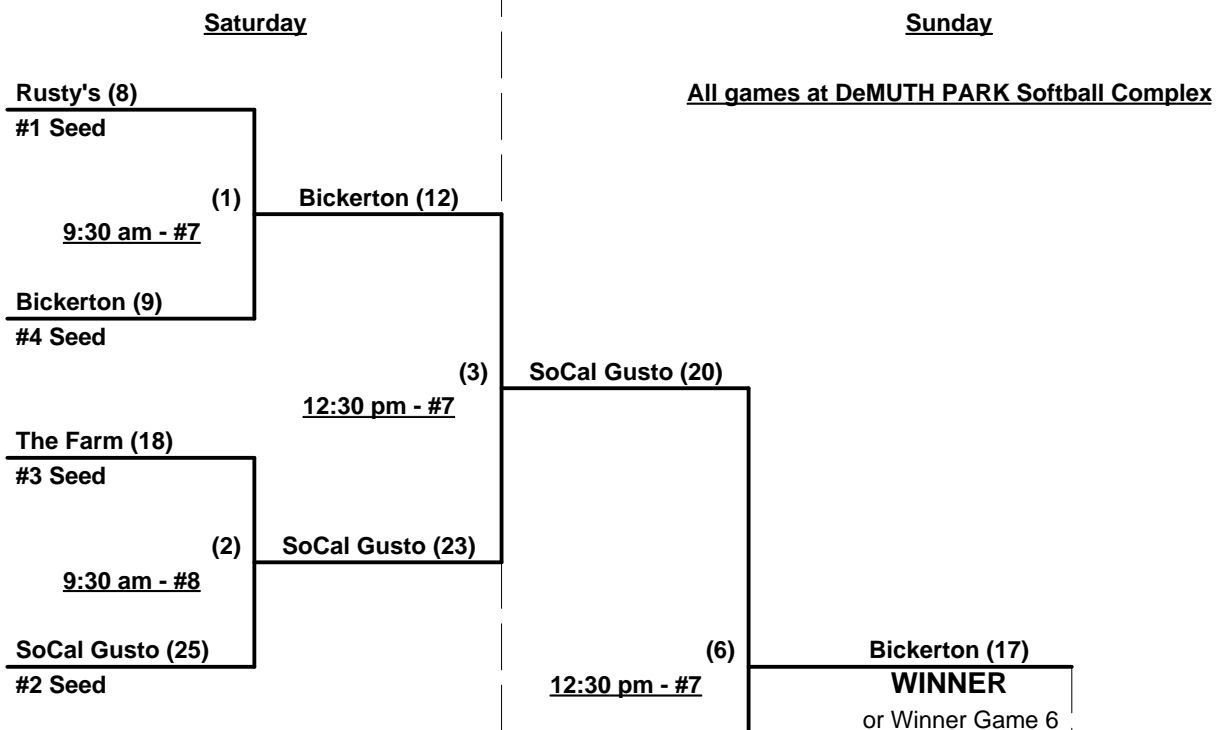 Saturday
Sunday
Rusty's (8)
All games at DeMUTH PARK Softball Complex
#1 Seed
(1)
Bickerton (12)
9:30 am - #7
Bickerton (9)
#4 Seed
(3)
SoCal Gusto (20)
12:30 pm - #7
The Farm (18)
#3 Seed
(2)
SoCal Gusto (23)
9:30 am - #8
SoCal Gusto (25)
#2 Seed
(6)
Bickerton (17)
12:30 pm - #7
WINNER
or Winner Game 6